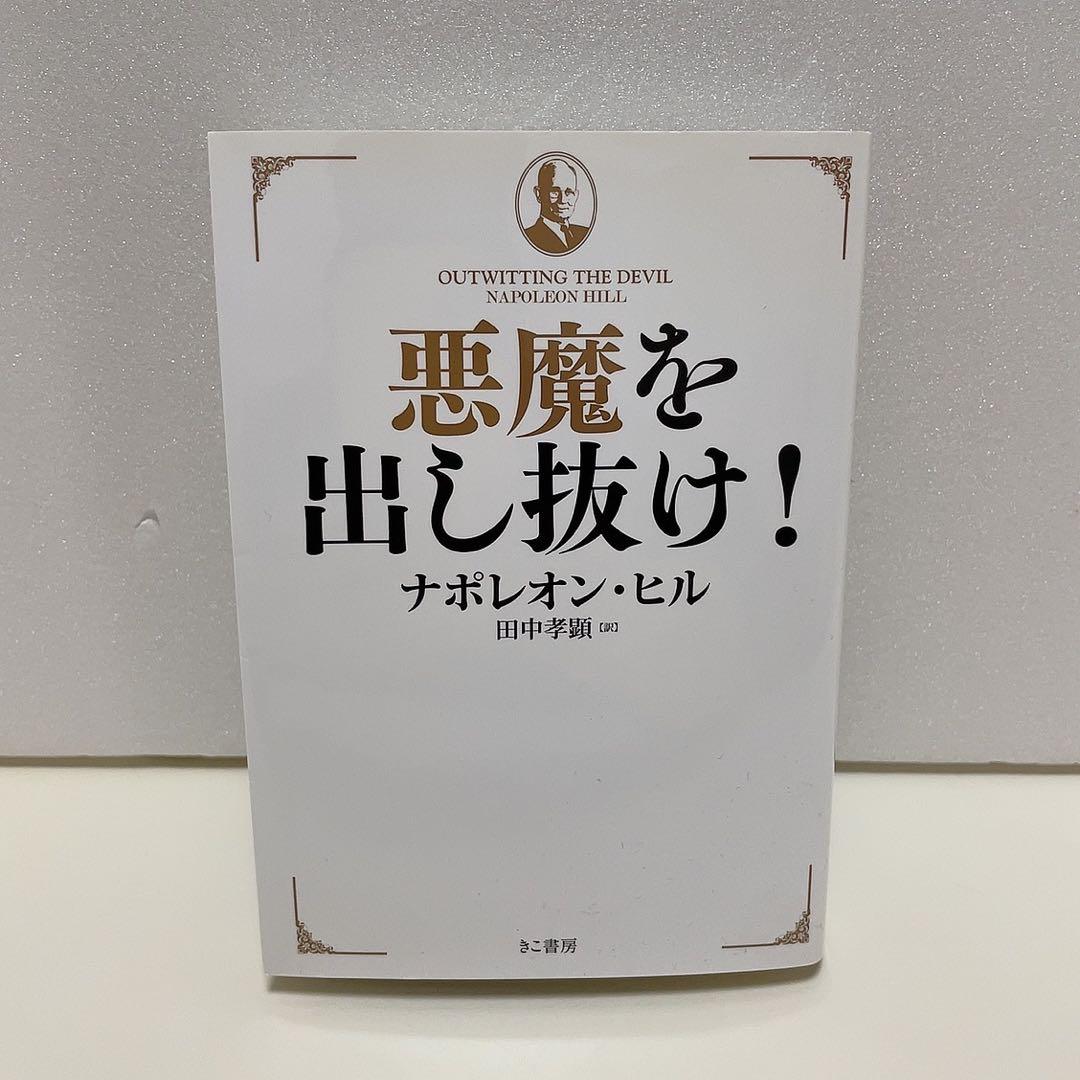 OUTWITTING THE DEVIL
NAPOLEON HILL
悪魔を
出し抜け!
ナポレオン・ヒル
田中孝顕【訳】
きこ書房